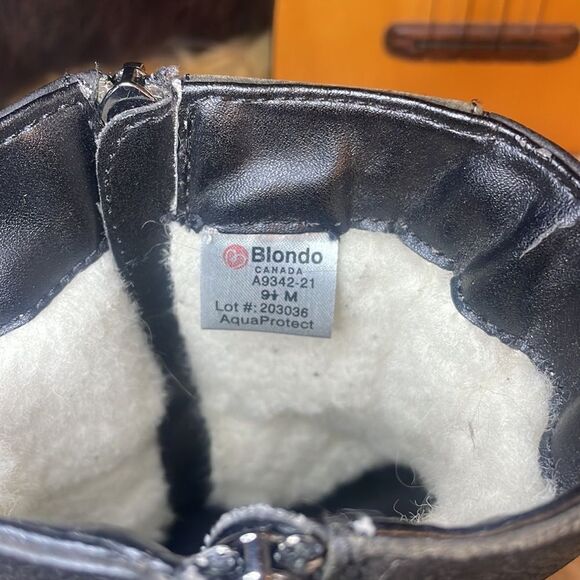 Blondo
CANADA
A9342-21
9½ M
Lot #: 203036
AquaProtect